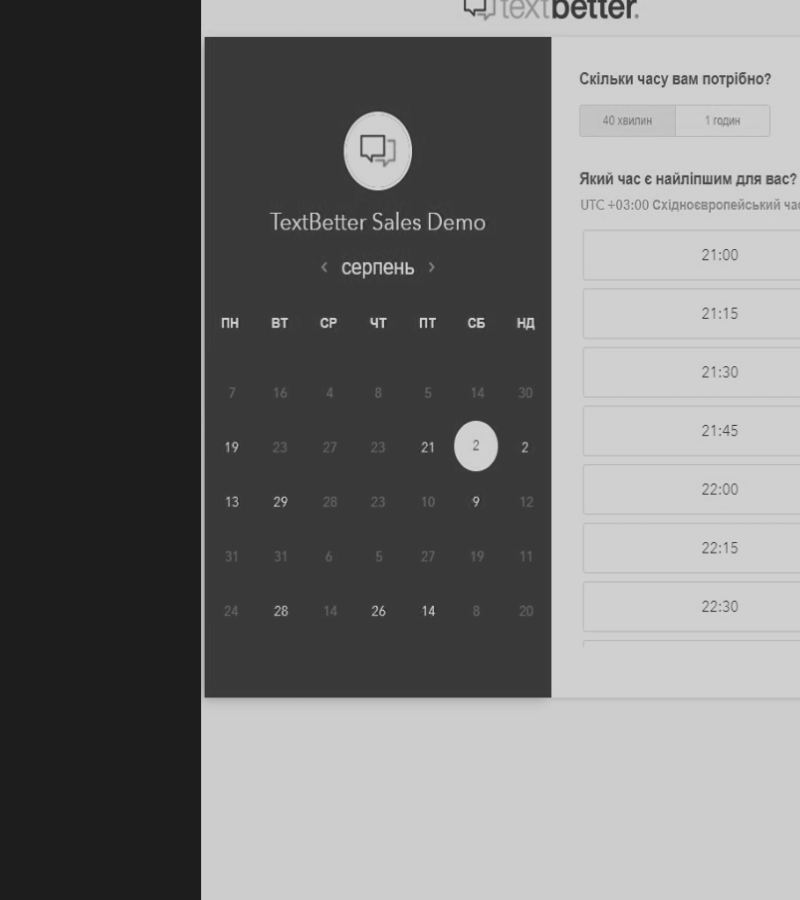 textbetter.
TextBetter Sales Demo
‹ серпень ›
ПН ВТ СР ЧТ ПТ СБ НД
7 16 4 8 5 14 30
19 23 27 23 21 2 2
13 29 28 23 10 9 12
31 31 6 5 27 19 11
24 28 14 26 14 8 20
Скільки часу вам потрібно?
40 хвилин 1 годин
Який час є найліпшим для вас?
UTC +03:00 Східноєвропейський
21:00
21:15
21:30
21:45
22:00
22:15
22:30